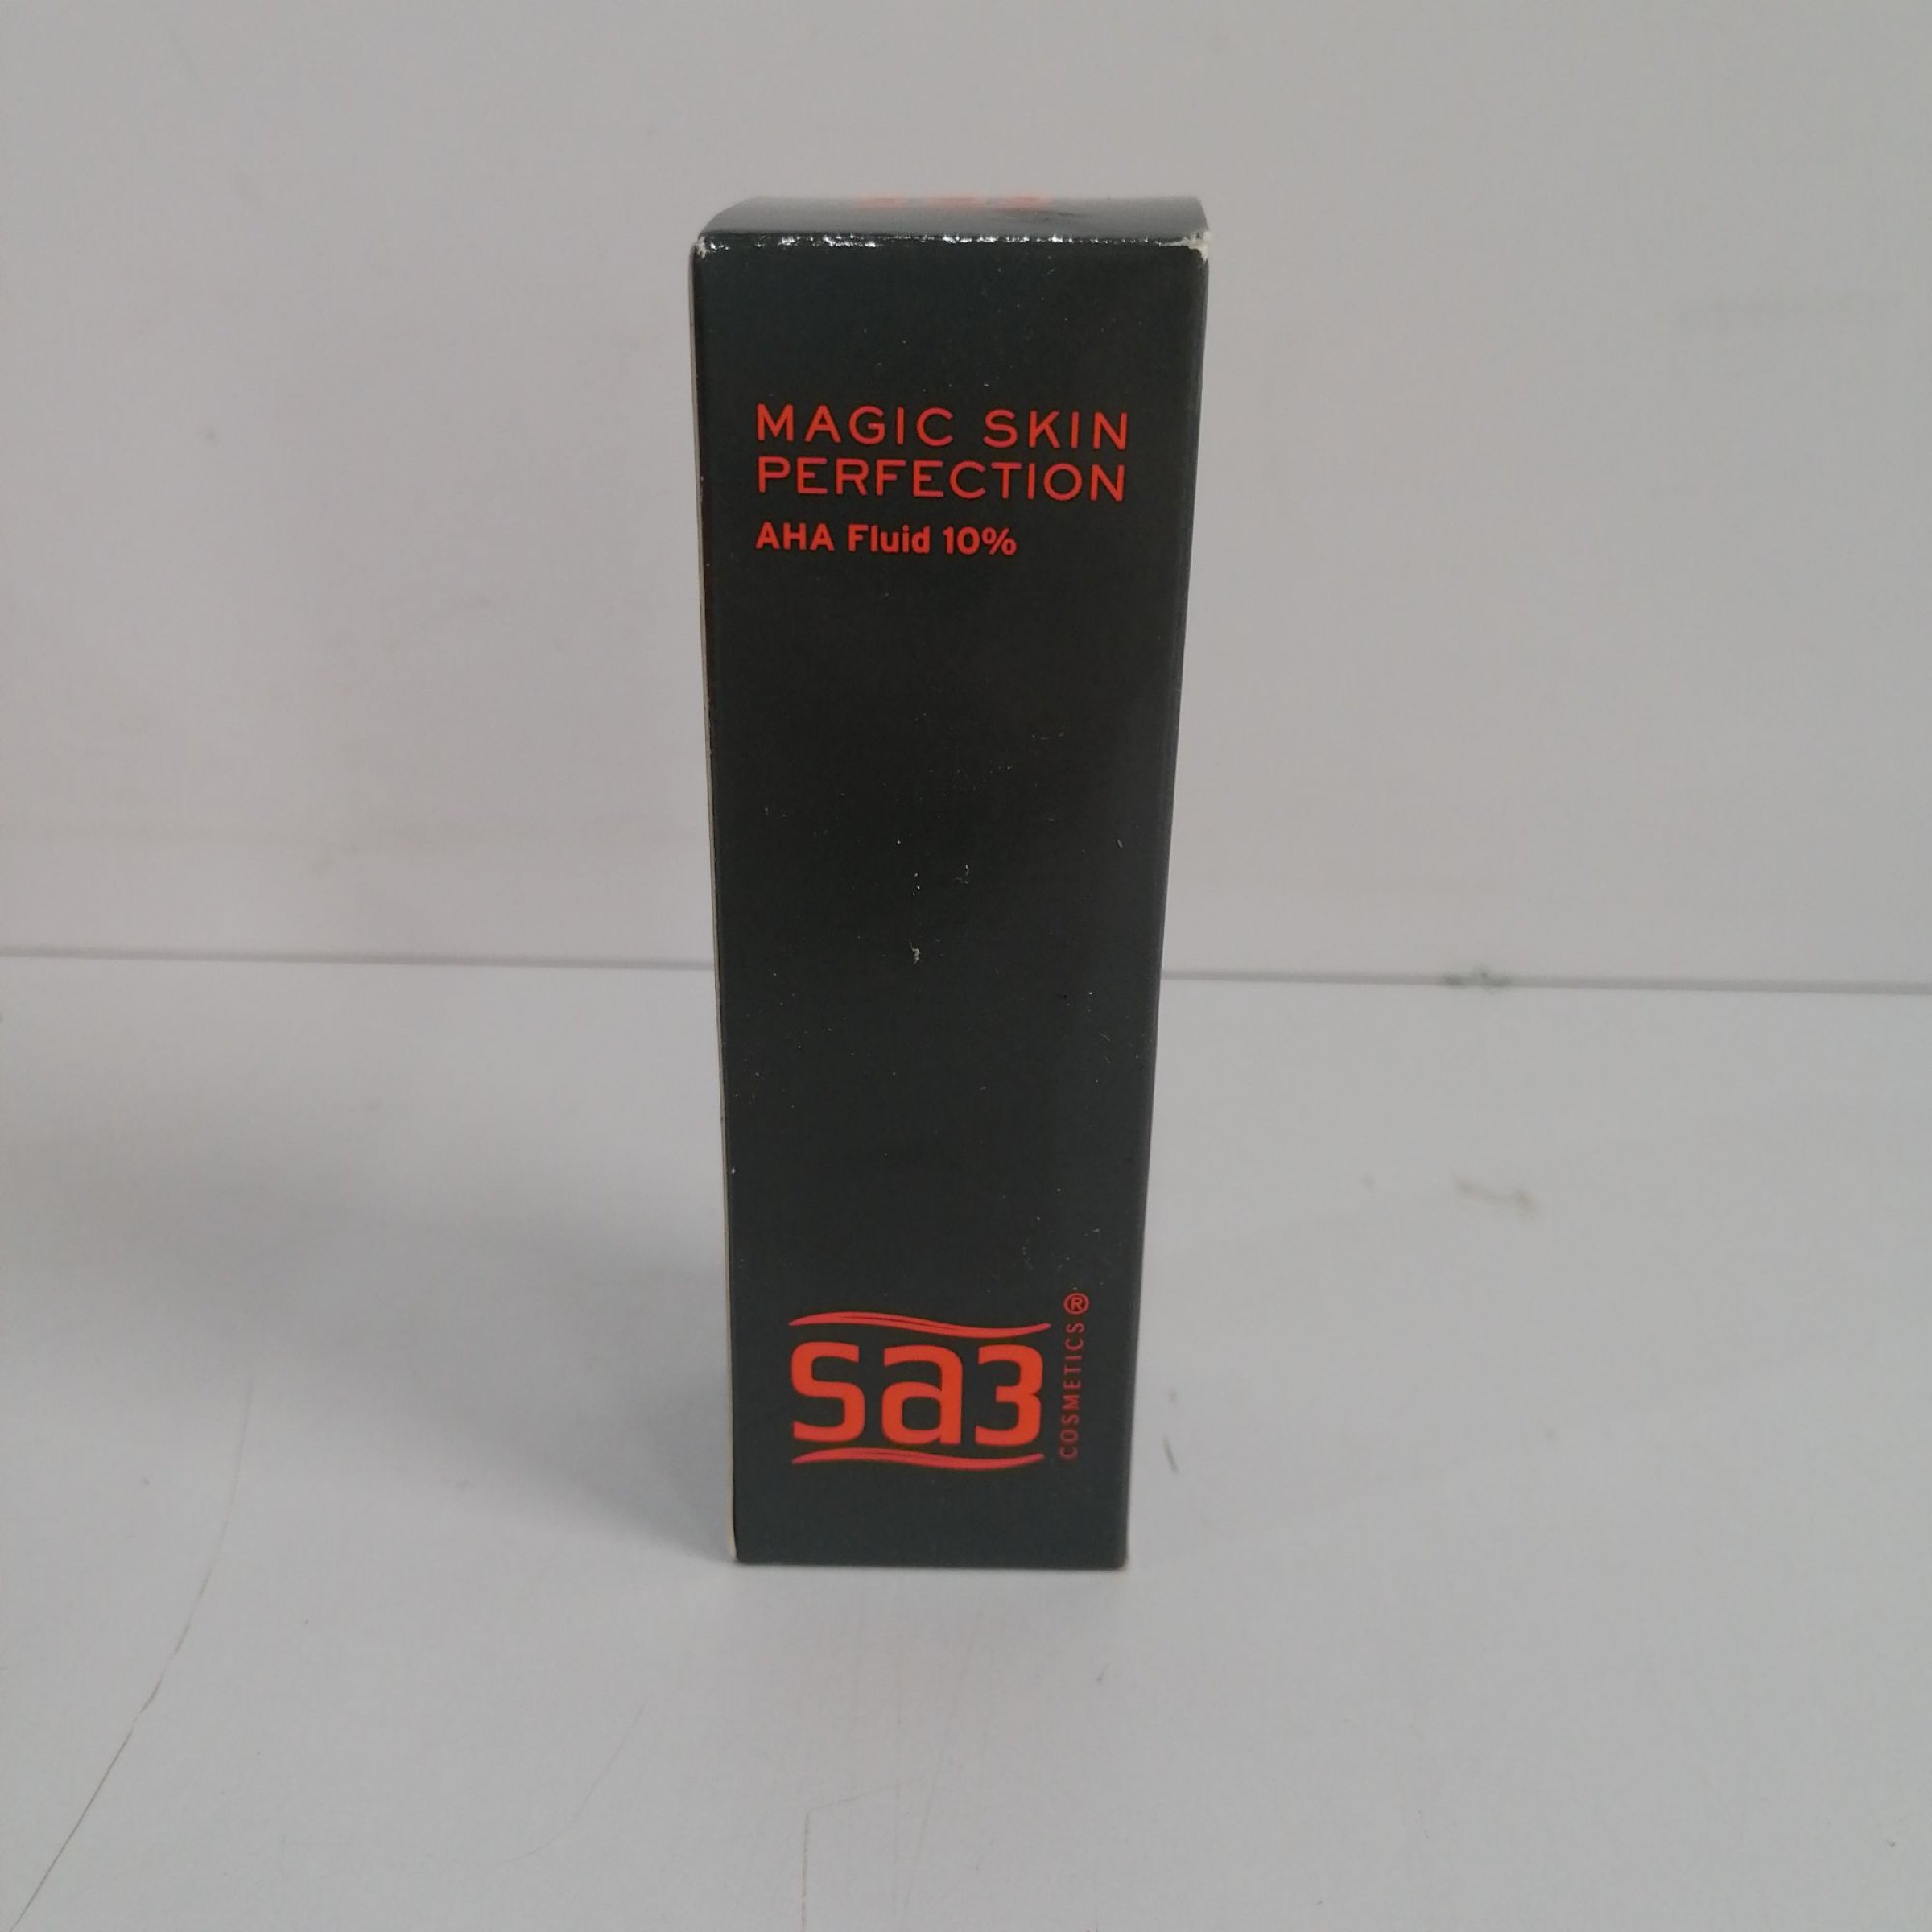 MAGIC SKIN
PERFECTION
AHA Fluid 10%
sa3
COSMETICS®